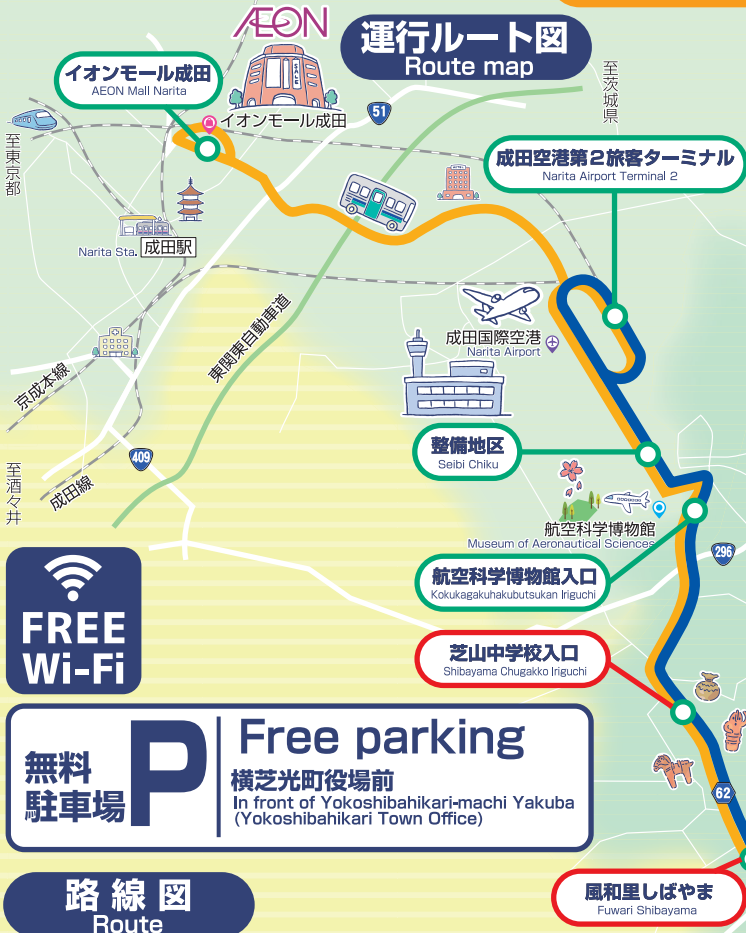 AEON
運行ルート図
Route map
イオンモール成田
AEON Mall Narita
SALE
イオンモール成田
51
至茨城県
至東京都
成田空港第2旅客ターミナル
Narita Airport Terminal 2
Narita Sta.
成田駅
東関東自動車道
成田国際空港
Narita Airport
京成本線
整備地区
Seibi Chiku
409
成田線
至酒々井
航空科学博物館
Museum of Aeronautical Sciences
296
航空科学博物館入口
Kokukagakuhakubutsukan Iriguchi
FREE
Wi-Fi
芝山中学校入口
Shibayama Chugakko Iriguchi
無料
駐車場
P
Free parking
横芝光町役場前
In front of Yokoshibahikari-machi Yakuba
(Yokoshibahikari Town Office)
62
風和里しばやま
Fuwari Shibayama
路線図
Route